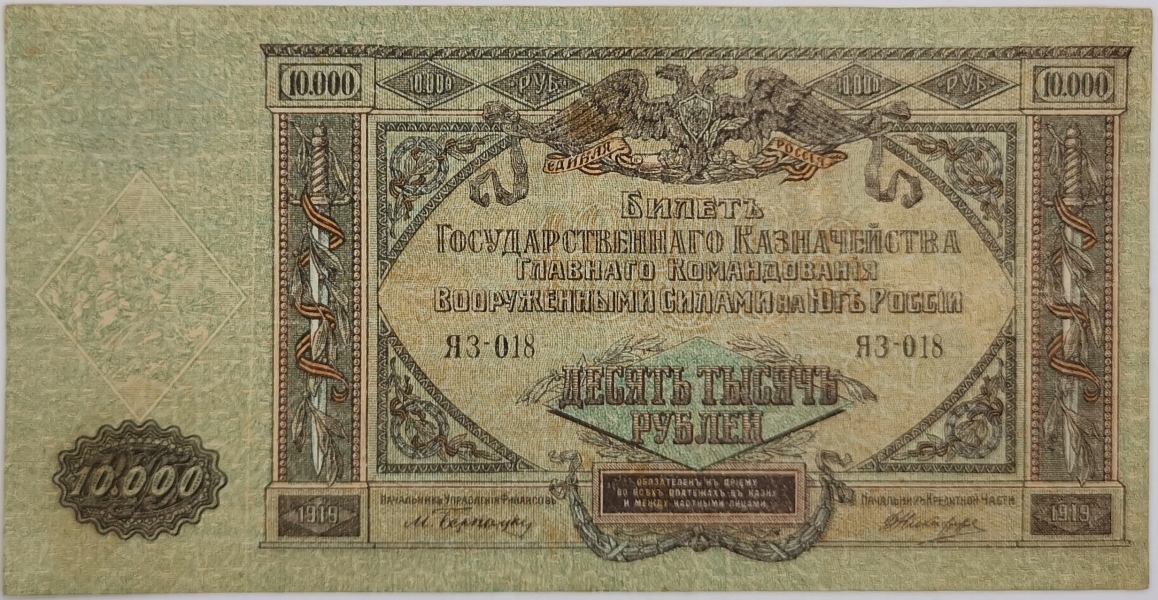 10.000 10.000 РУБ 10.000 РУБ 10.000
ЕДИНАЯ РОССІЯ
БИЛЕТЪ
ГОСУДАРСТВЕННАГО КАЗНАЧЕЙСТВА
ГЛАВНАГО КОМАНДОВАНІЯ
ВООРУЖЕННЫМИ СИЛАМИ НА ЮГѢ РОССІИ
ЯЗ-018 ЯЗ-018
ДЕСЯТЬ ТЫСЯЧЪ
РУБЛЕЙ
10.000
ОБЯЗАТЕЛЕНЪ КЪ ПРІЕМУ
ВО ВСѢХЪ ПЛАТЕЖАХЪ ВЪ КАЗНУ
И МЕЖДУ ЧАСТНЫМИ ЛИЦАМИ.
НАЧАЛЬНИКЪ УПРАВЛЕНІЯ ФИНАНСОВЪ НАЧАЛЬНИКЪ КРЕДИТНОЙ ЧАСТИ
1919 1919